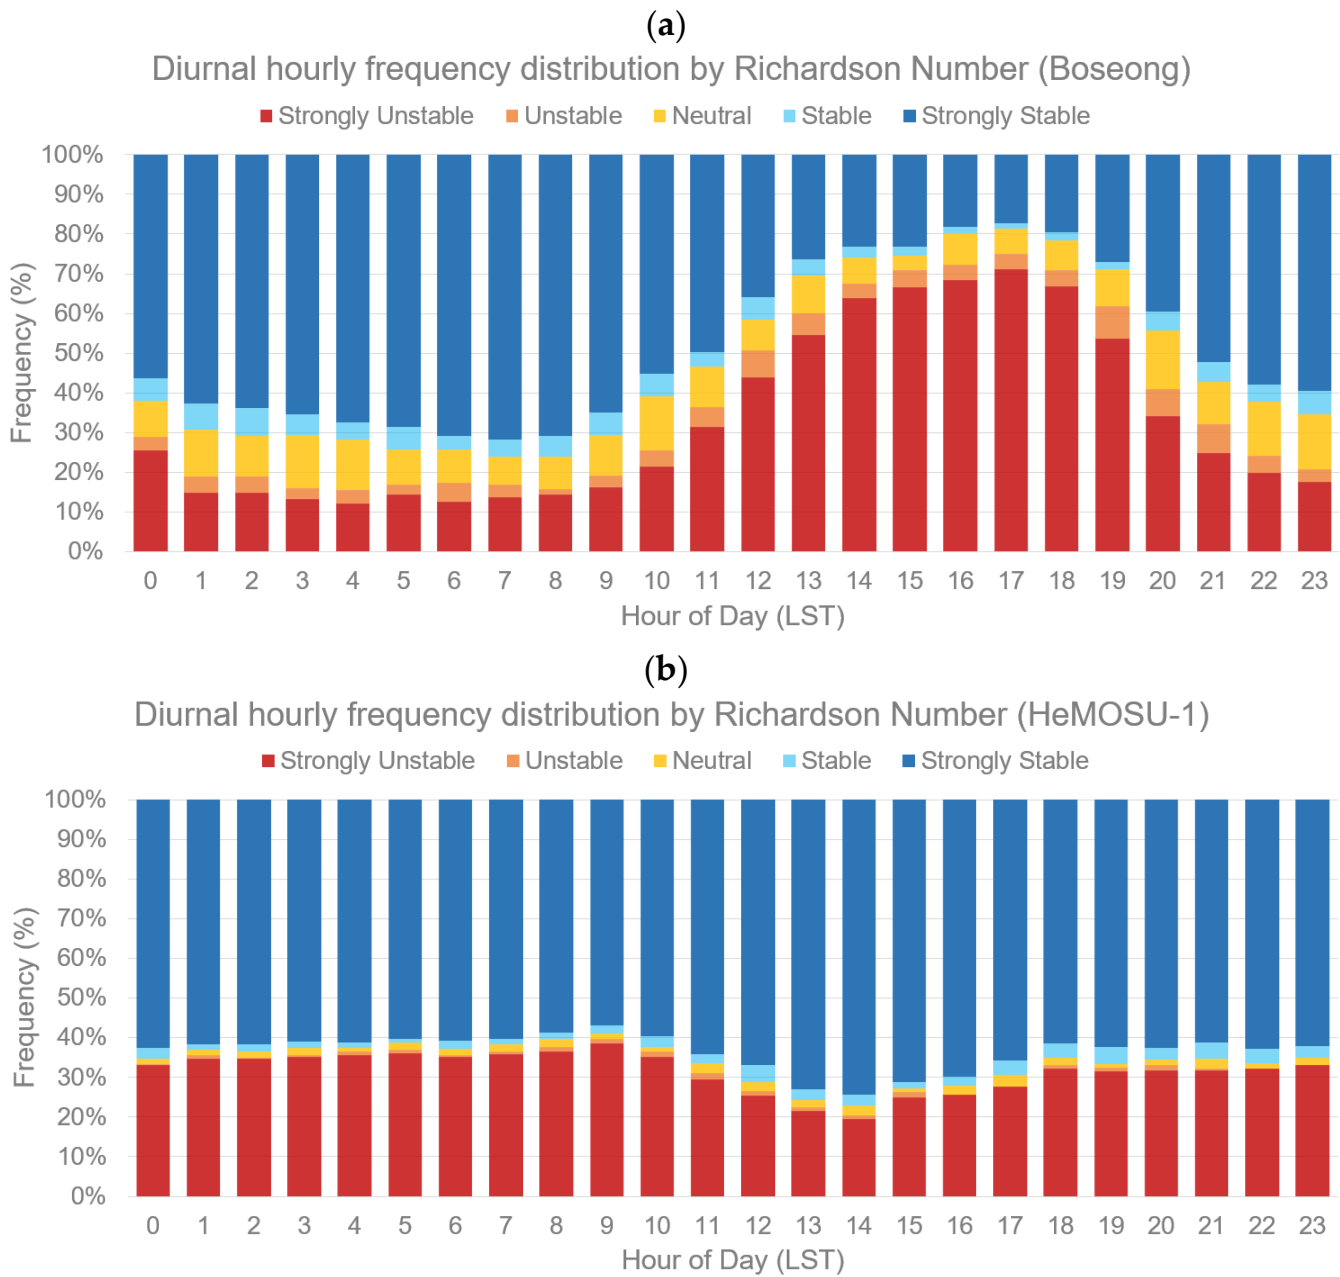 (a)
Diurnal hourly frequency distribution by Richardson Number (Boseong)
Strongly Unstable Unstable Neutral Stable Strongly Stable
100%
90%
80%
70%
60%
50%
40%
30%
20%
10%
0%
Frequency (%)
0 1 2 3 4 5 6 7 8 9 10 11 12 13 14 15 16 17 18 19 20 21 22 23
Hour of Day (LST)
(b)
Diurnal hourly frequency distribution by Richardson Number (HeMOSU-1)
Strongly Unstable Unstable Neutral Stable Strongly Stable
100%
90%
80%
70%
60%
50%
40%
30%
20%
10%
0%
Frequency (%)
0 1 2 3 4 5 6 7 8 9 10 11 12 13 14 15 16 17 18 19 20 21 22 23
Hour of Day (LST)